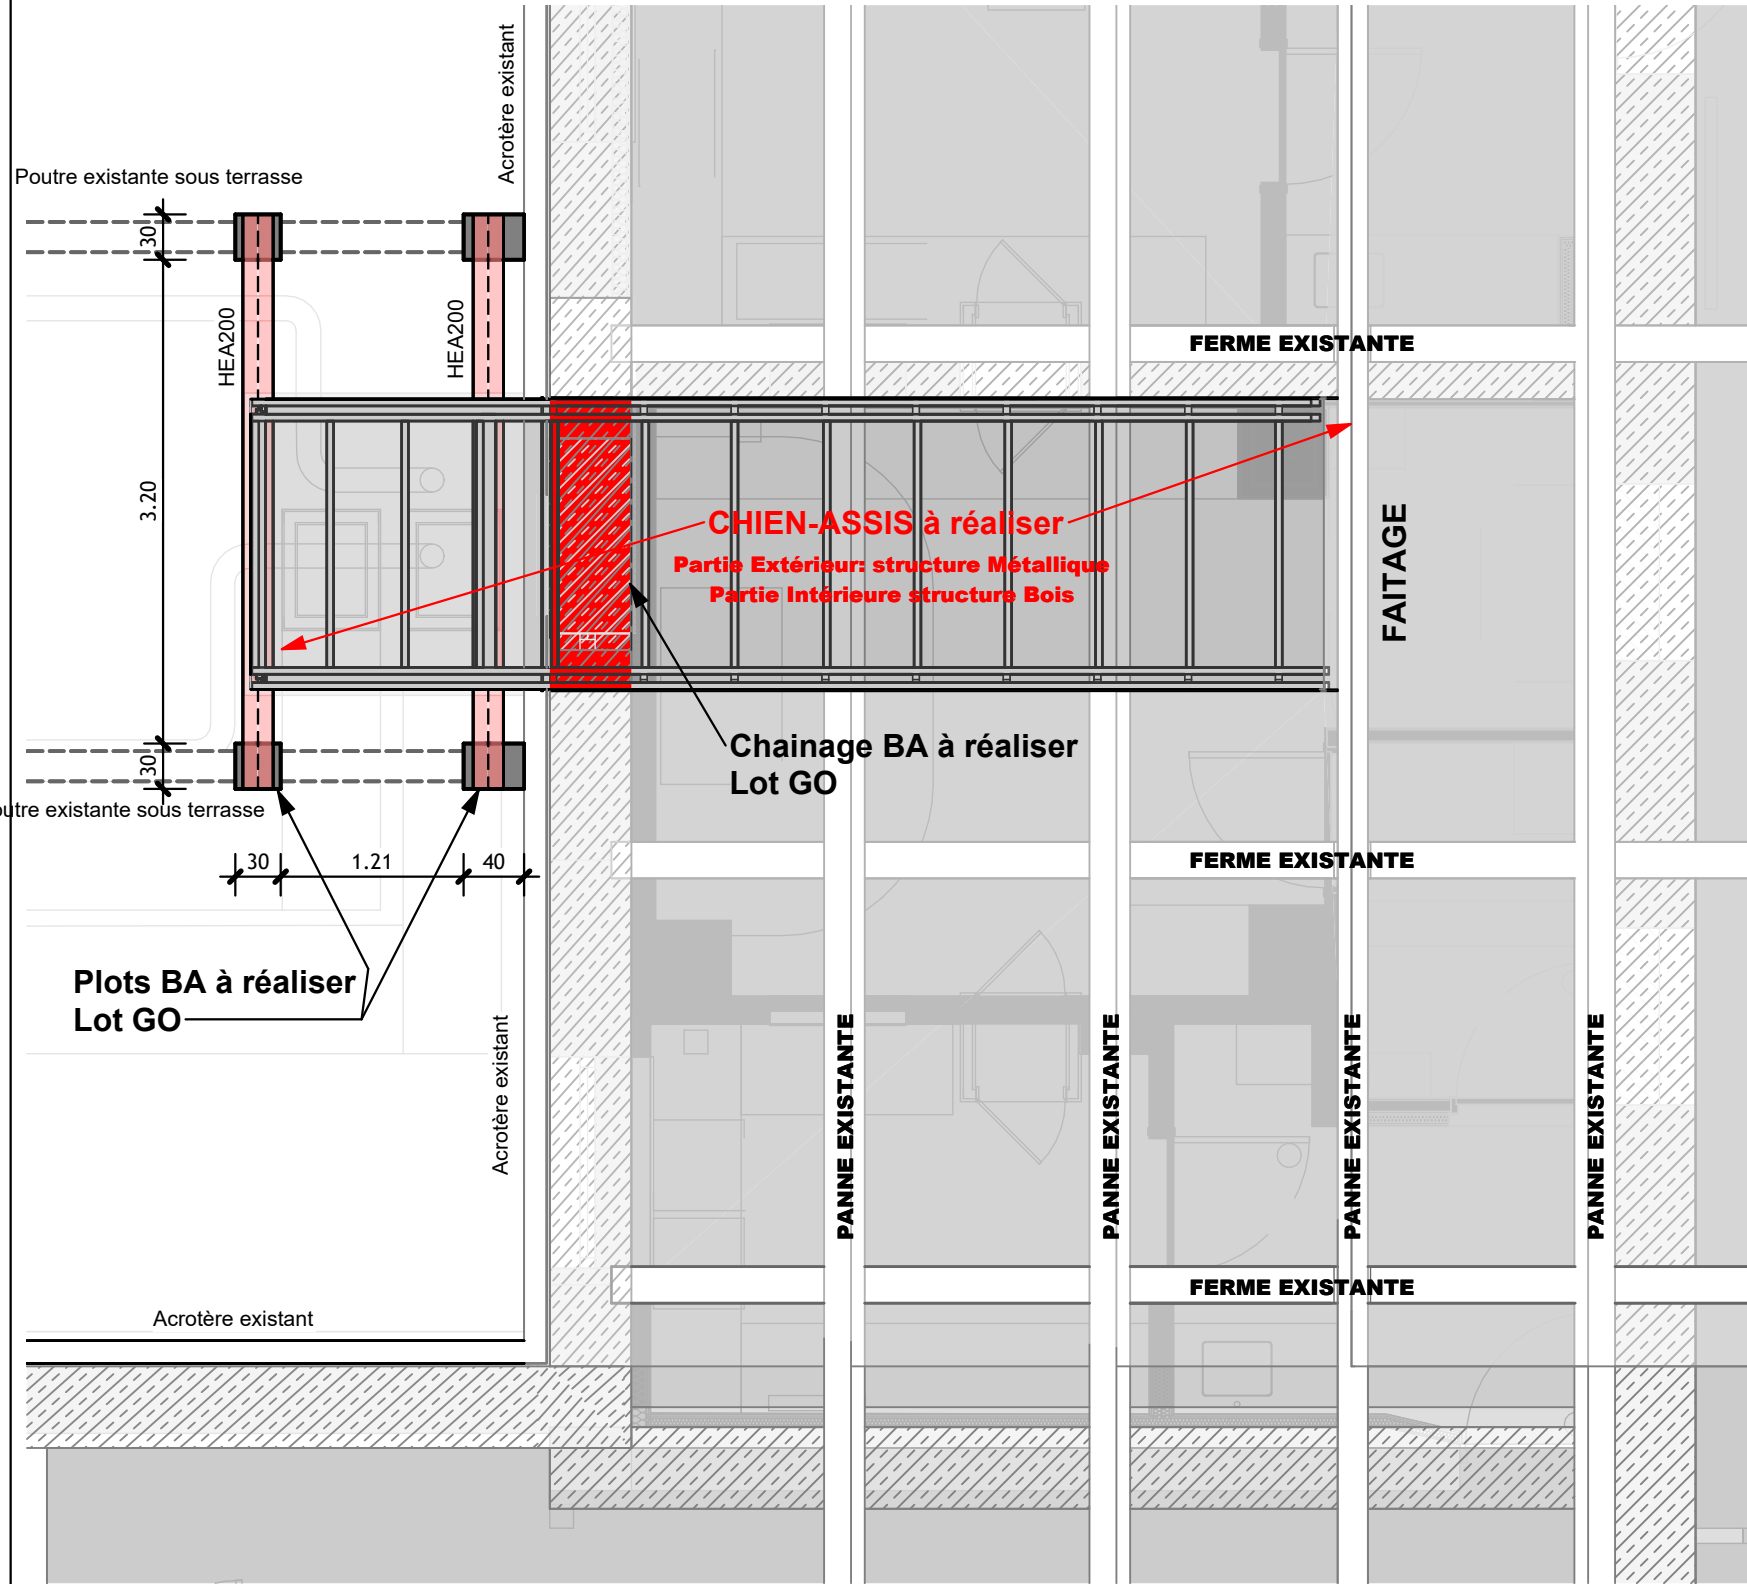 Acrotère existant
Poutre existante sous terrasse
30
HEA200
HEA200
FERME EXISTANTE
3.20
CHIEN-ASSIS à réaliser
Partie Extérieur: structure Métallique
Partie Intérieure structure Bois
FAITAGE
Chainage BA à réaliser
Lot GO
30
outre existante sous terrasse
30
1.21
40
FERME EXISTANTE
Plots BA à réaliser
Lot GO
Acrotère existant
PANNE EXISTANTE
PANNE EXISTANTE
PANNE EXISTANTE
PANNE EXISTANTE
FERME EXISTANTE
Acrotère existant